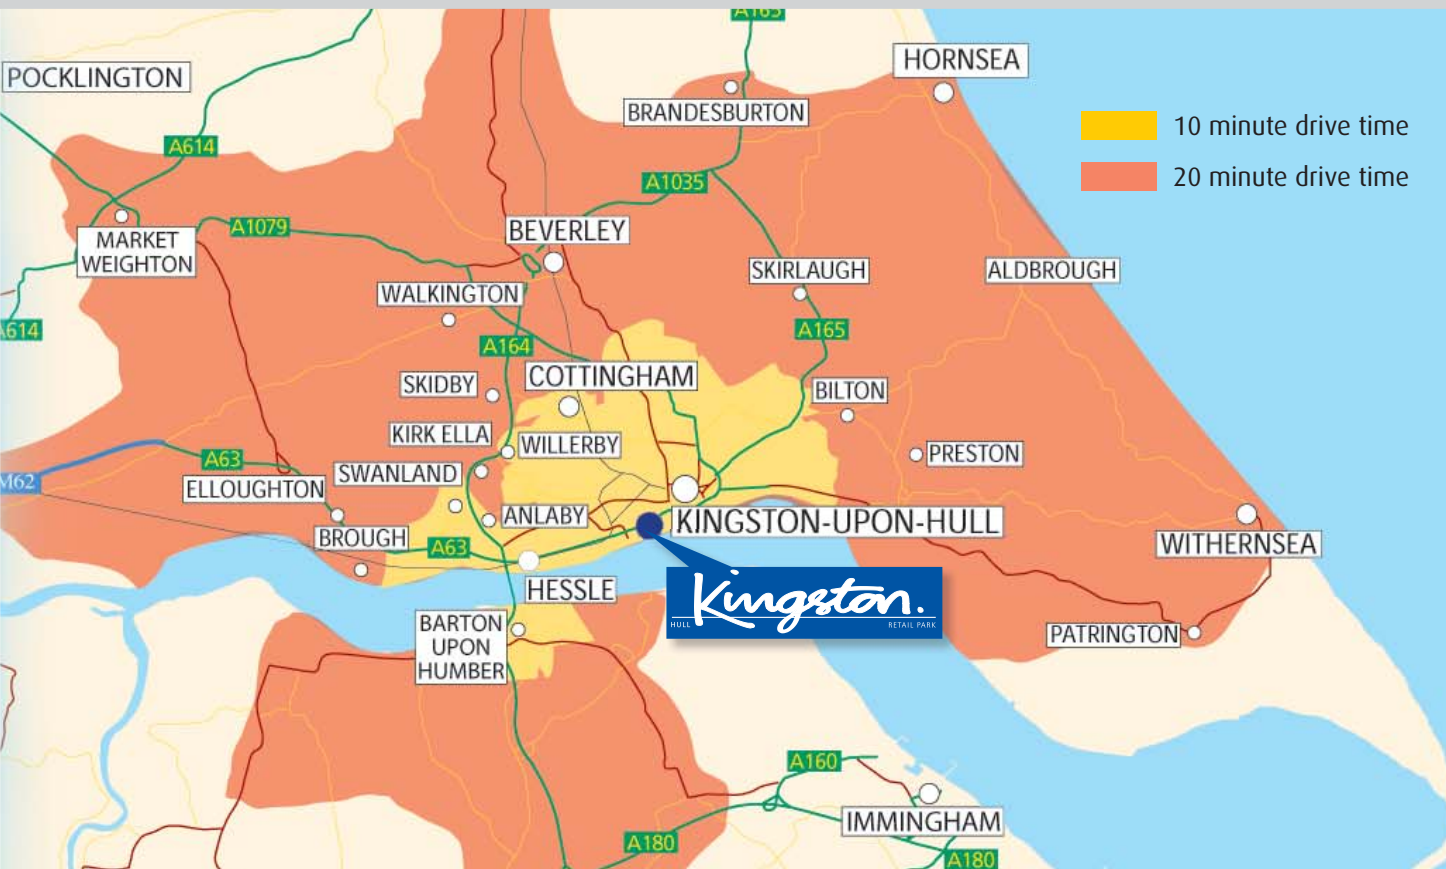 A165
HORNSEA
POCKLINGTON
BRANDESBURTON
10 minute drive time
A614
20 minute drive time
A1035
A1079
BEVERLEY
MARKET
WEIGHTON
SKIRLAUGH
ALDBROUGH
WALKINGTON
A614
A165
A164
COTTINGHAM
SKIDBY
BILTON
KIRK ELLA
WILLERBY
A63
PRESTON
SWANLAND
M62
ELLOUGHTON
ANLABY
KINGSTON-UPON-HULL
BROUGH
A63
WITHERNSEA
HESSLE
Kingston.
HULL
RETAIL PARK
BARTON
UPON
HUMBER
PATRINGTON
A160
IMMINGHAM
A180
A180